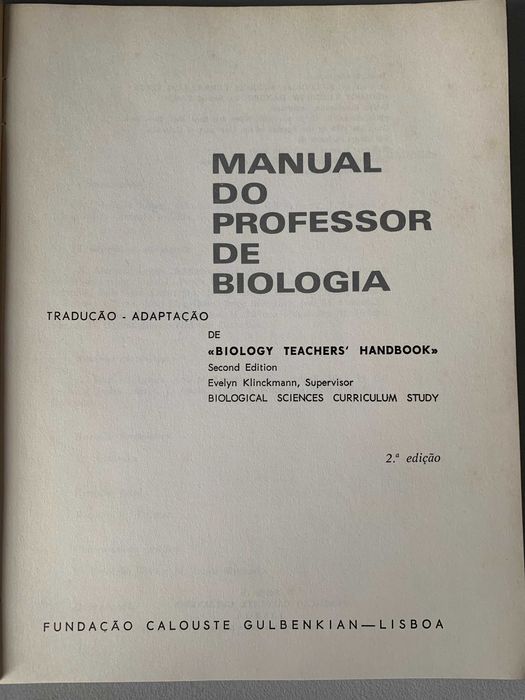 MANUAL
DO
PROFESSOR
DE
BIOLOGIA
TRADUCÃO - ADAPTAÇÃO
DE
«BIOLOGY TEACHERS' HANDBOOK»
Second Edition
Evelyn Klinckmann, Supervisor
BIOLOGICAL SCIENCES CURRICULUM STUDY
2.ª edição
FUNDAÇÃO CALOUSTE GULBENKIAN—LISBOA